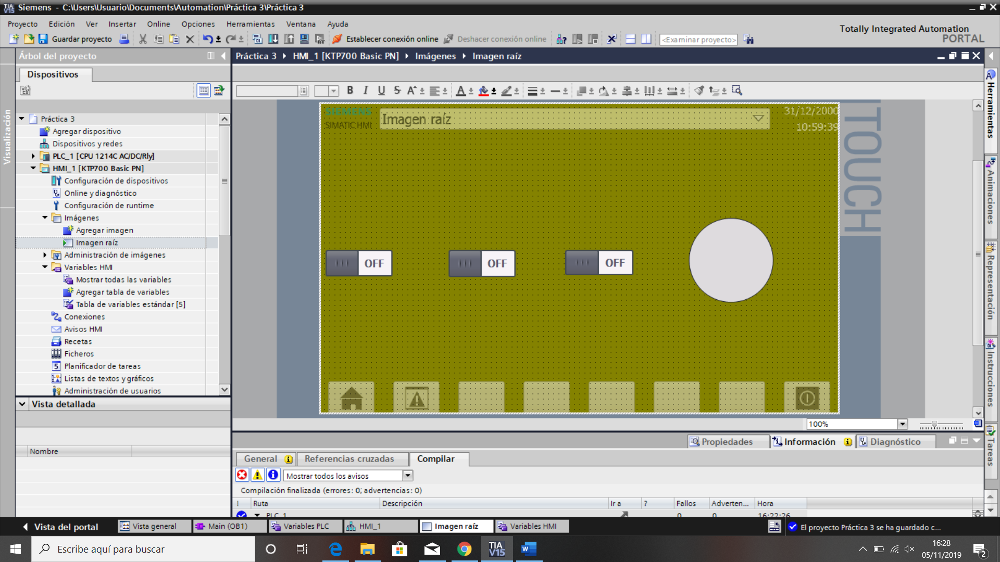 Siemens - C:\Users\Usuario\Documents\Automation\Práctica 3\Práctica 3
Proyecto Edición Ver Insertar Online Opciones Herramientas Ventana Ayuda
Totally Integrated Automation
PORTAL
Guardar proyecto
Establecer conexión online
Deshacer conexión online
<Examinar proyecto>
Árbol del proyecto
Práctica 3 HMI_1 [KTP700 Basic PN] Imágenes Imagen raíz
Dispositivos
Visualización
Práctica 3
Agregar dispositivo
Dispositivos y redes
PLC_1 [CPU 1214C AC/DC/Rly]
HMI_1 [KTP700 Basic PN]
Configuración de dispositivos
Online y diagnóstico
Configuración de runtime
Imágenes
Agregar imagen
Imagen raíz
Administración de imágenes
Variables HMI
Mostrar todas las variables
Agregar tabla de variables
Tabla de variables estándar [5]
Conexiones
Avisos HMI
Recetas
Ficheros
Planificador de tareas
Listas de textos y gráficos
Administración de usuarios
Vista detallada
Nombre
SIEMENS
SIMATIC HMI
Imagen raíz
31/12/2000
10:59:39
TOUCH
OFF
OFF
OFF
100%
Herramientas
Animaciones
Representación
Instrucciones
Tareas
Propiedades Información Diagnóstico
General Referencias cruzadas Compilar
Mostrar todos los avisos
Compilación finalizada (errores: 0; advertencias: 0)
! Ruta Descripción Ir a ? Fallos Adverten... Hora
PLC_1 0 0 16:22:26
Vista del portal
Vista general
Main (OB1)
Variables PLC
HMI_1
Imagen raíz
Variables HMI
El proyecto Práctica 3 se ha guardado c...
Escribe aquí para buscar
TIA
V15
16:28
05/11/2019
2